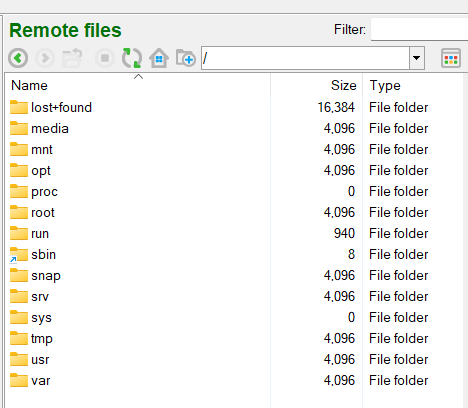 Remote files Filter:
/
Name Size Type
lost+found 16,384 File folder
media 4,096 File folder
mnt 4,096 File folder
opt 4,096 File folder
proc 0 File folder
root 4,096 File folder
run 940 File folder
sbin 8 File folder
snap 4,096 File folder
srv 4,096 File folder
sys 0 File folder
tmp 4,096 File folder
usr 4,096 File folder
var 4,096 File folder